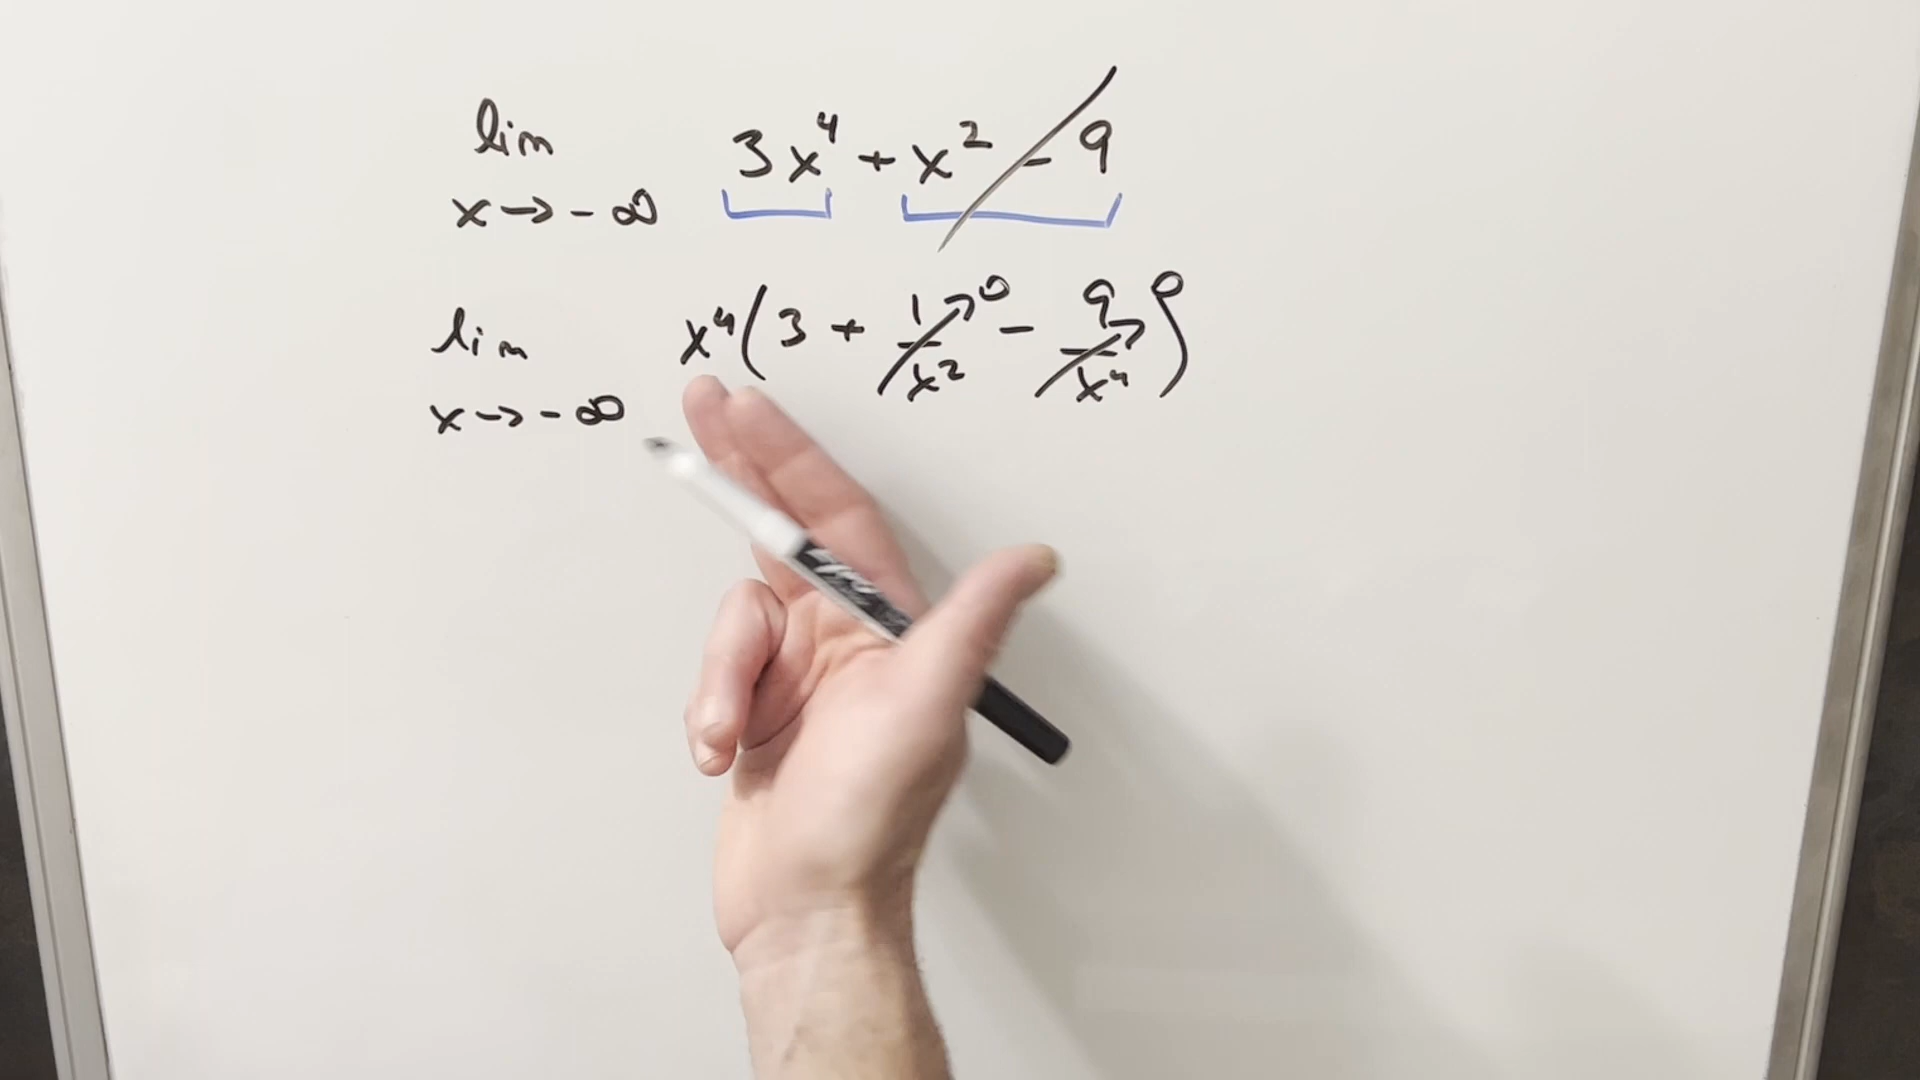 lim 3x⁴ + x² - 9
x → - ∞
lim x⁴(3 + 1/x² → 0 - 9/x⁴ → 0)
x → - ∞